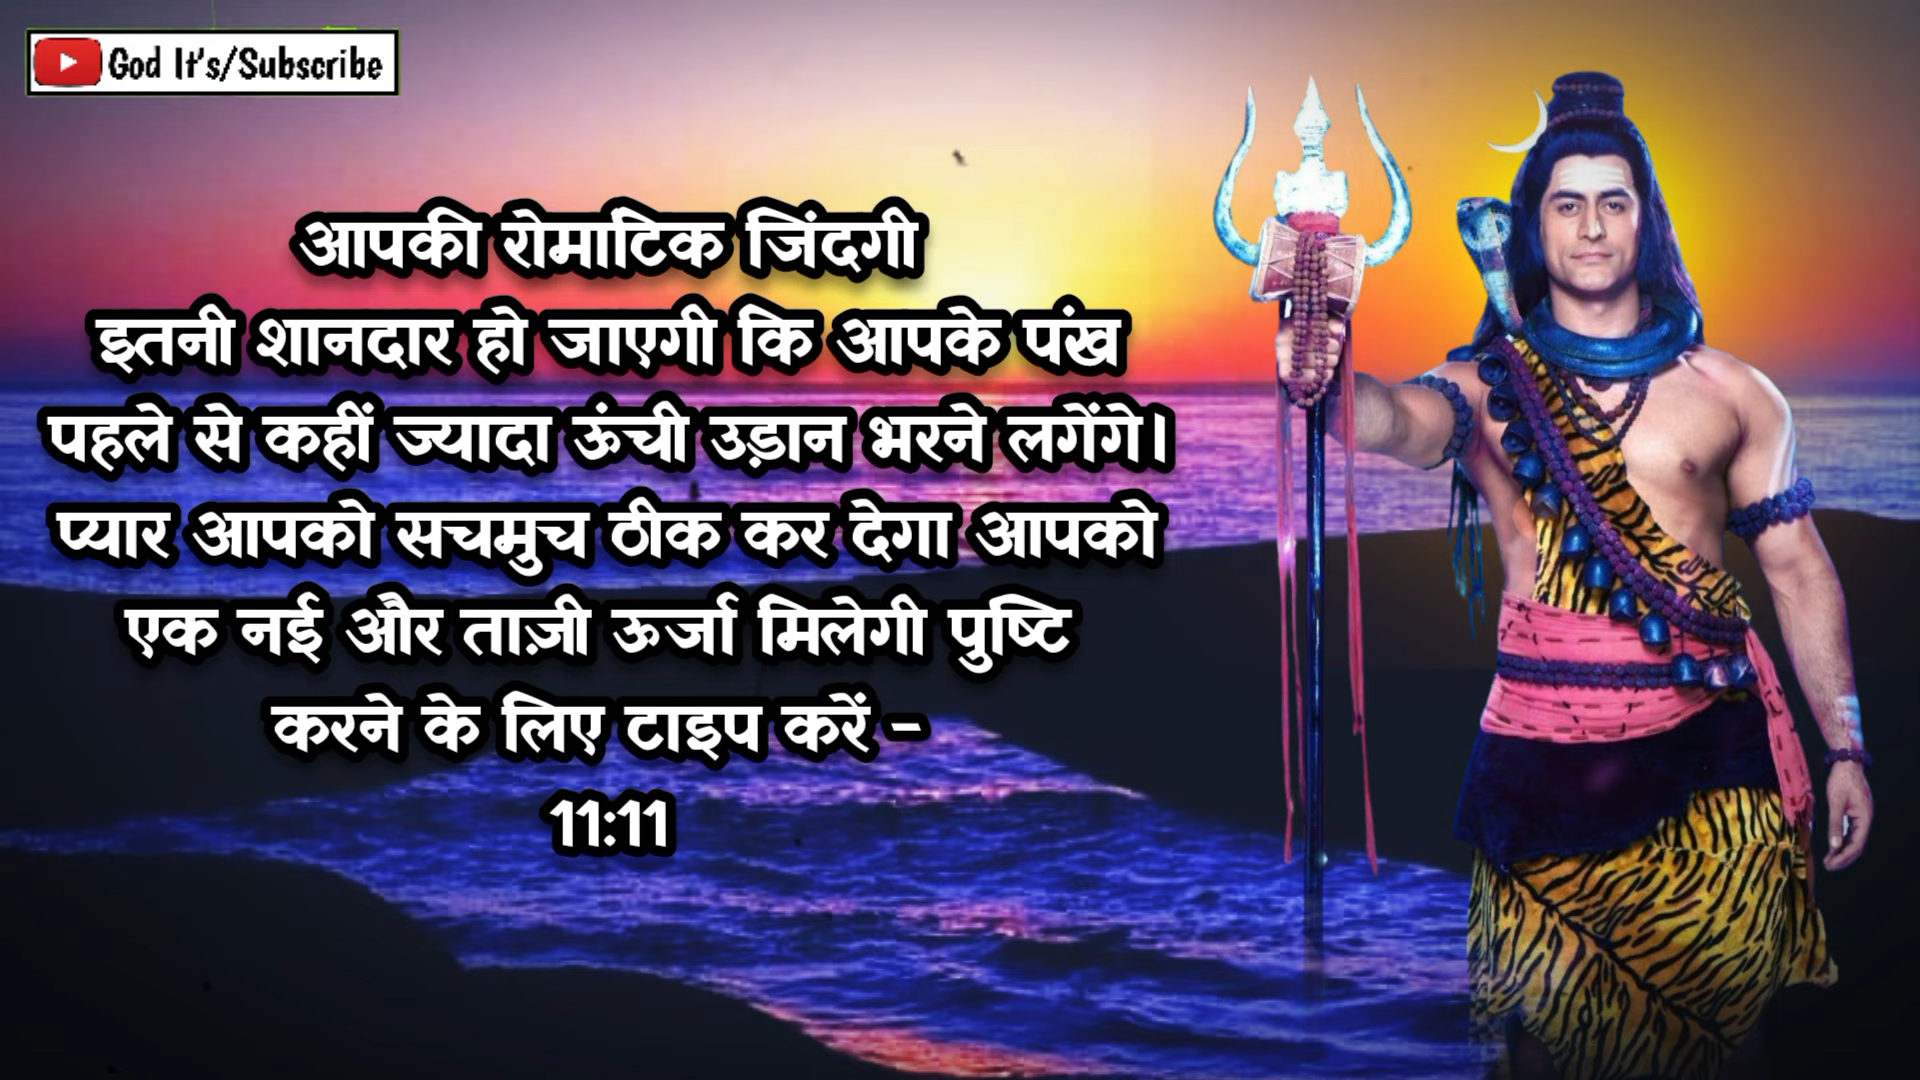 God It's/Subscribe
आपकी रोमाटिक जिंदगी
इतनी शानदार हो जाएगी कि आपके पंख
पहले से कहीं ज्यादा ऊंची उड़ान भरने लगेंगे।
प्यार आपको सचमुच ठीक कर देगा आपको
एक नई और ताज़ी ऊर्जा मिलेगी पुष्टि
करने के लिए टाइप करें -
11:11